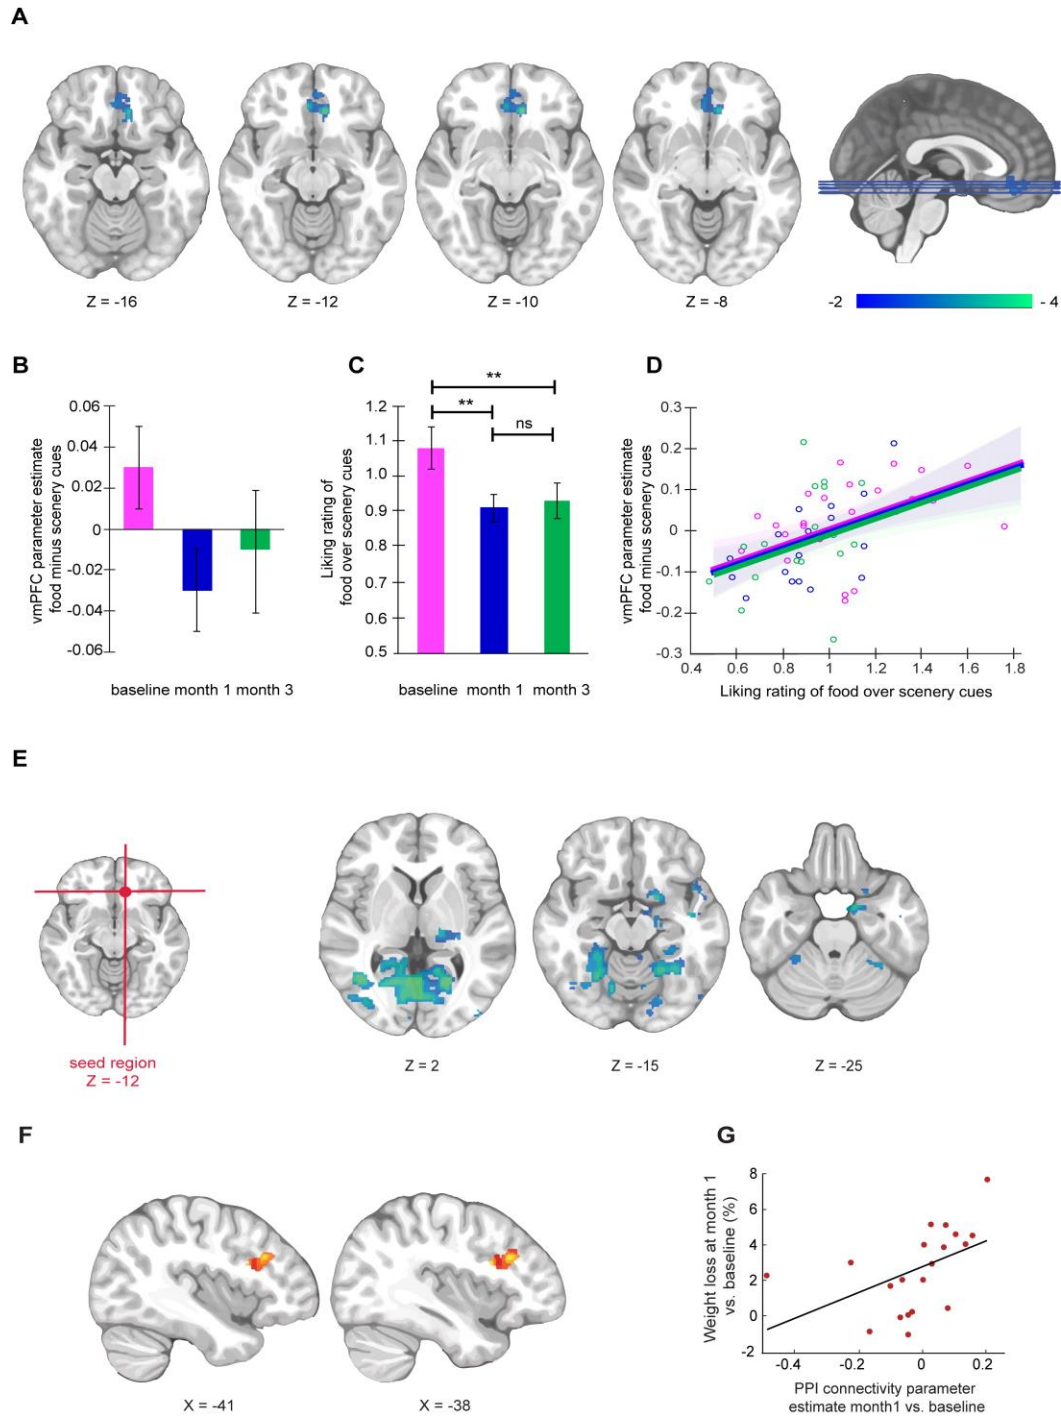 A
Z = -16
Z = -12
Z = -10
Z = -8
-2
- 4
B
vmPFC parameter estimate
food minus scenery cues
0.06
0.04
0.02
0
-0.02
-0.04
-0.06
baseline month 1 month 3
C
Liking rating of
food over scenery cues
1.2
1.1
1.0
0.9
0.8
0.7
0.6
0.5
**
**
ns
baseline month 1 month 3
D
vmPFC parameter estimate
food minus scenery cues
0.3
0.2
0.1
0
-0.1
-0.2
-0.3
0.4 0.6 0.8 1.0 1.2 1.4 1.6 1.8
Liking rating of food over scenery cues
E
seed region
Z = -12
Z = 2
Z = -15
Z = -25
F
X = -41
X = -38
G
Weight loss at month 1
vs. baseline (%)
8
6
4
2
0
-2
-0.4 -0.2 0 0.2
PPI connectivity parameter
estimate month1 vs. baseline